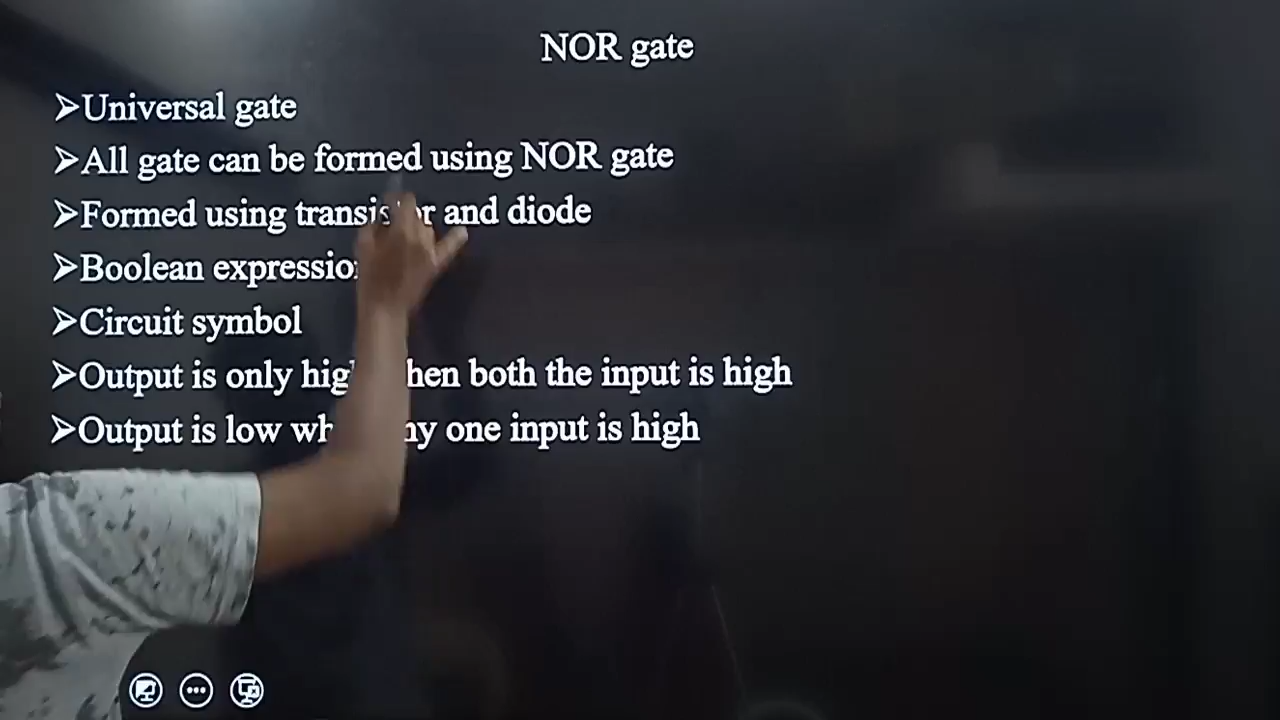 NOR gate
➢Universal gate
➢All gate can be formed using NOR gate
➢Formed using and diode
➢Boolean
➢Circuit symbol
➢Output is only both the input is high
➢Output is low one input is high